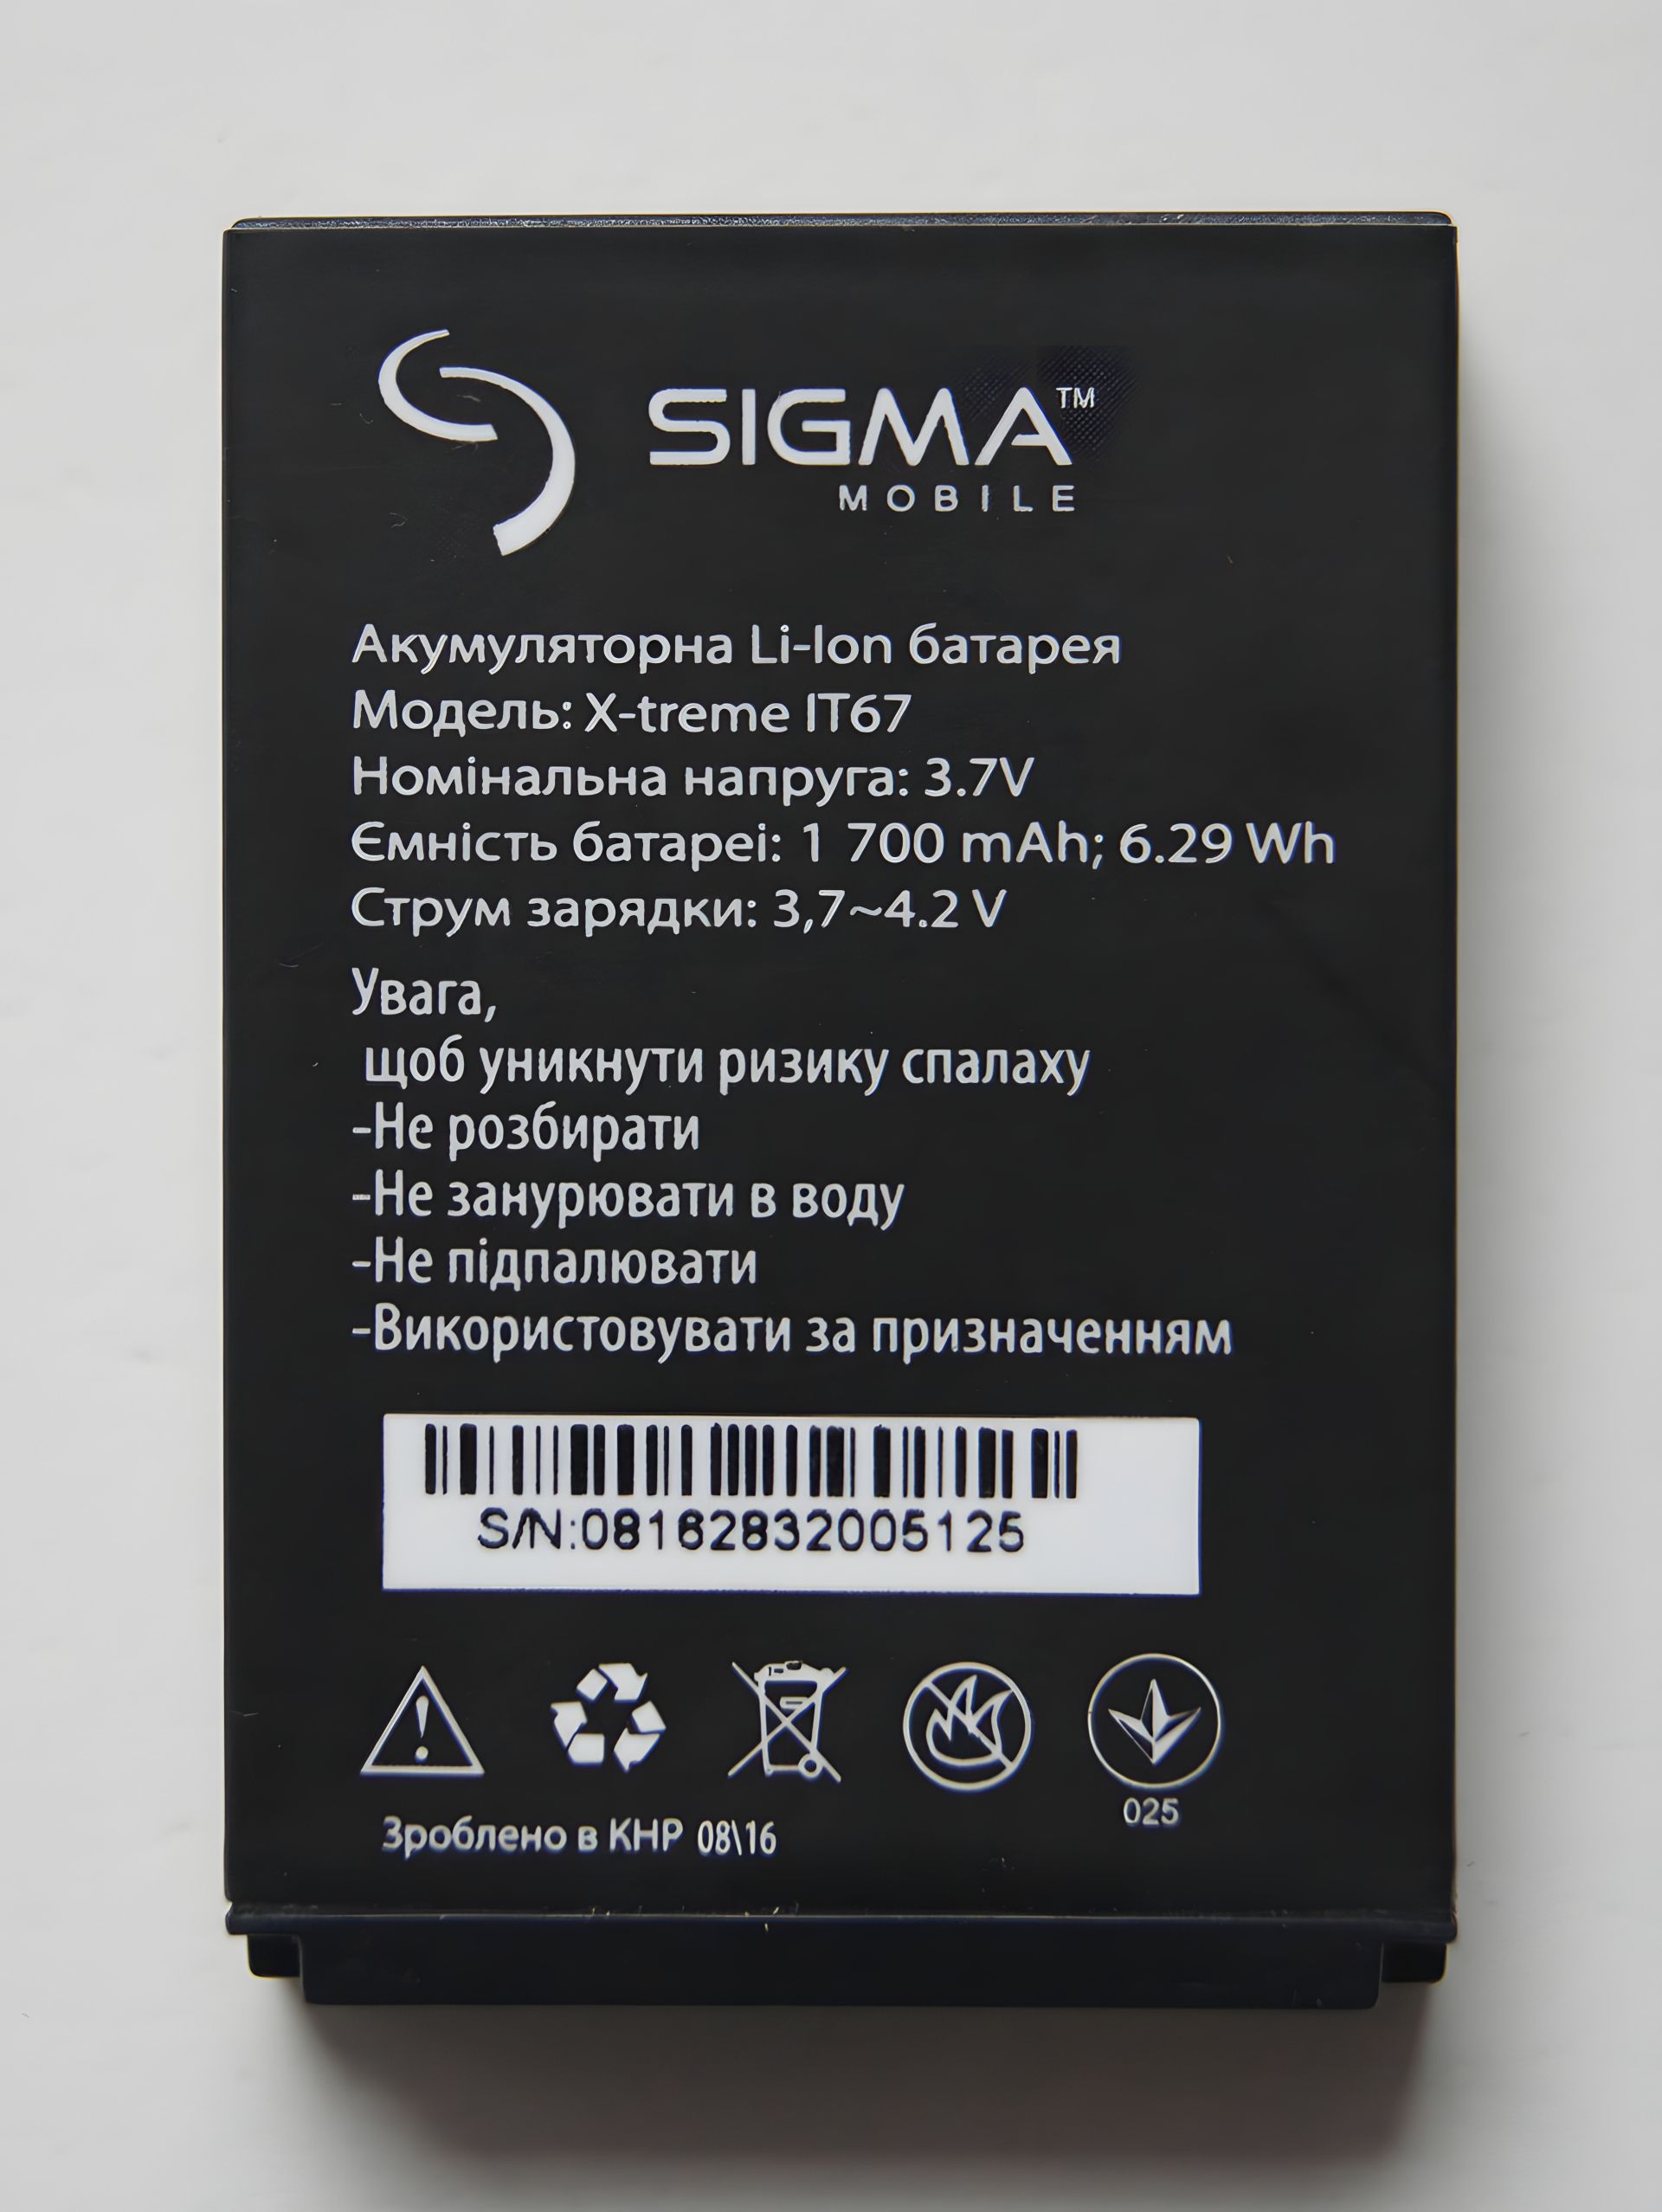 SIGMA™
MOBILE
Акумуляторна Li-Ion батарея
Модель: X-treme IT67
Номінальна напруга: 3.7V
Ємність батареі: 1 700 mAh; 6.29 Wh
Струм зарядки: 3,7~4.2 V
Увага,
щоб уникнути ризику спалаху
-Не розбирати
-Не занурювати в воду
-Не підпалювати
-Використовувати за призначенням
S/N:08162832005125
025
Зроблено в КНР 08\16